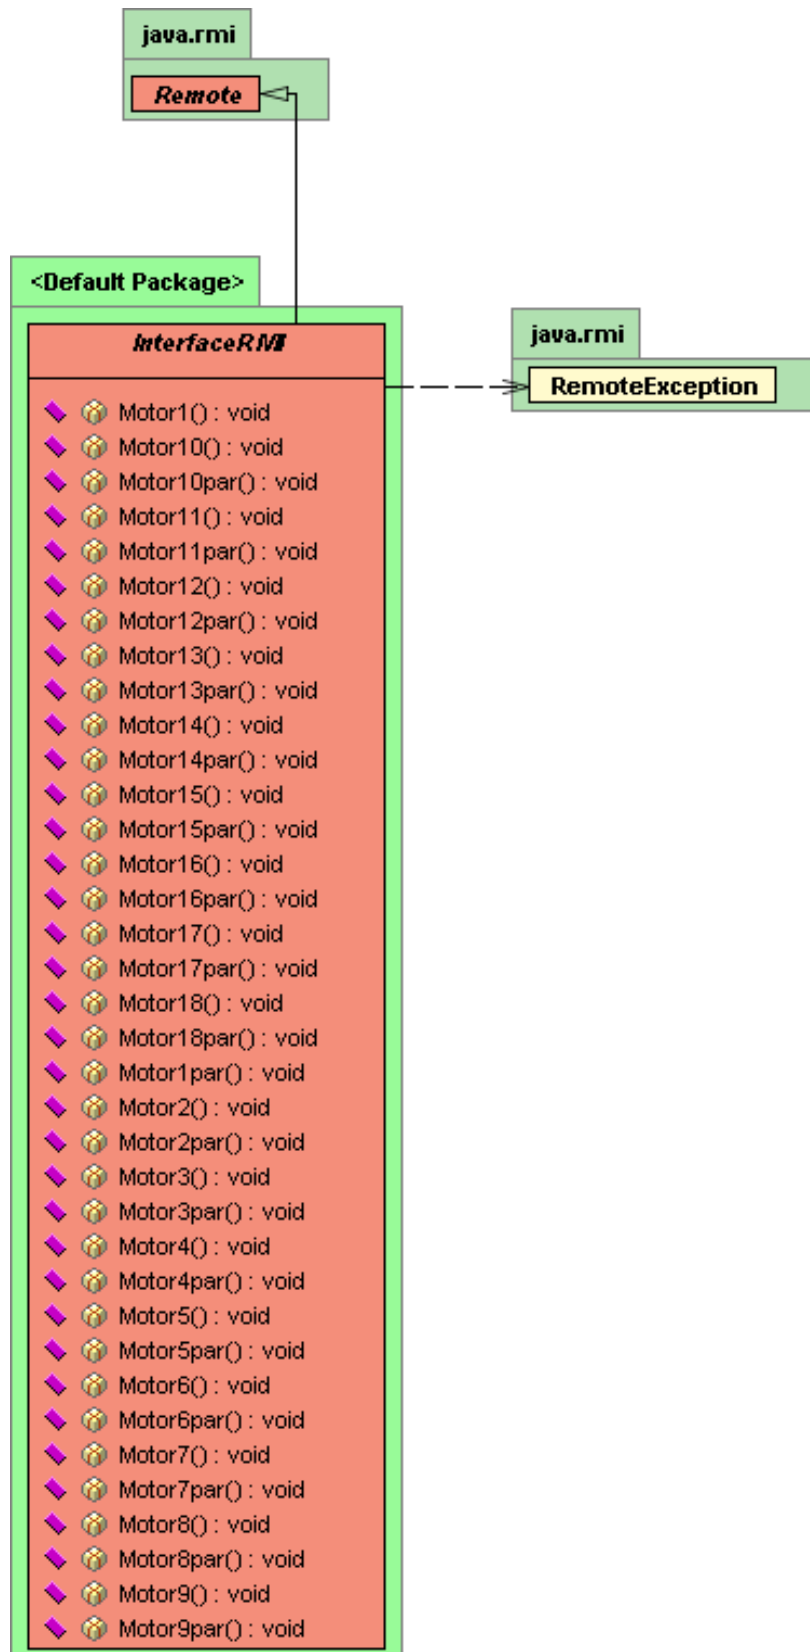 java.rmi
Remote
<Default Package>
InterfaceRMI
java.rmi
RemoteException
Motor1() : void
Motor10() : void
Motor10par() : void
Motor11() : void
Motor11par() : void
Motor12() : void
Motor12par() : void
Motor13() : void
Motor13par() : void
Motor14() : void
Motor14par() : void
Motor15() : void
Motor15par() : void
Motor16() : void
Motor16par() : void
Motor17() : void
Motor17par() : void
Motor18() : void
Motor18par() : void
Motor1par() : void
Motor2() : void
Motor2par() : void
Motor3() : void
Motor3par() : void
Motor4() : void
Motor4par() : void
Motor5() : void
Motor5par() : void
Motor6() : void
Motor6par() : void
Motor7() : void
Motor7par() : void
Motor8() : void
Motor8par() : void
Motor9() : void
Motor9par() : void